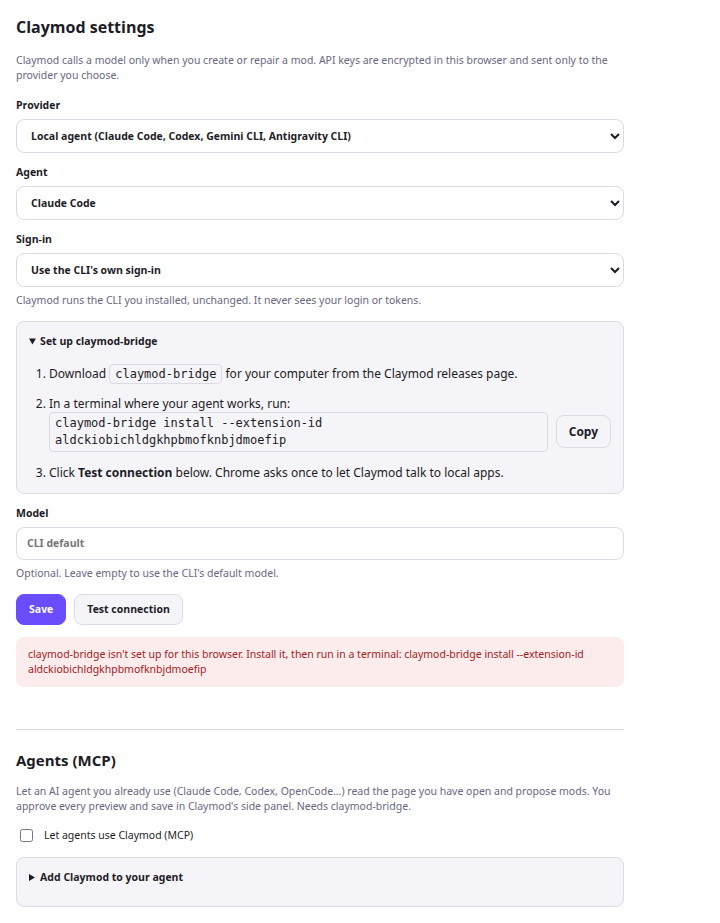 Claymod settings
Claymod calls a model only when you create or repair a mod. API keys are encrypted in this browser and sent only to the
provider you choose.
Provider
Local agent (Claude Code, Codex, Gemini CLI, Antigravity CLI)
Agent
Claude Code
Sign-in
Use the CLI's own sign-in
Claymod runs the CLI you installed, unchanged. It never sees your login or tokens.
▼ Set up claymod-bridge
1. Download claymod-bridge for your computer from the Claymod releases page.
2. In a terminal where your agent works, run:
claymod-bridge install --extension-id
aldckiobichldgkhpbmofknbjdmoefip
Copy
3. Click Test connection below. Chrome asks once to let Claymod talk to local apps.
Model
CLI default
Optional. Leave empty to use the CLI's default model.
Save
Test connection
claymod-bridge isn't set up for this browser. Install it, then run in a terminal: claymod-bridge install --extension-id
aldckiobichldgkhpbmofknbjdmoefip
Agents (MCP)
Let an AI agent you already use (Claude Code, Codex, OpenCode...) read the page you have open and propose mods. You
approve every preview and save in Claymod's side panel. Needs claymod-bridge.
Let agents use Claymod (MCP)
▶ Add Claymod to your agent